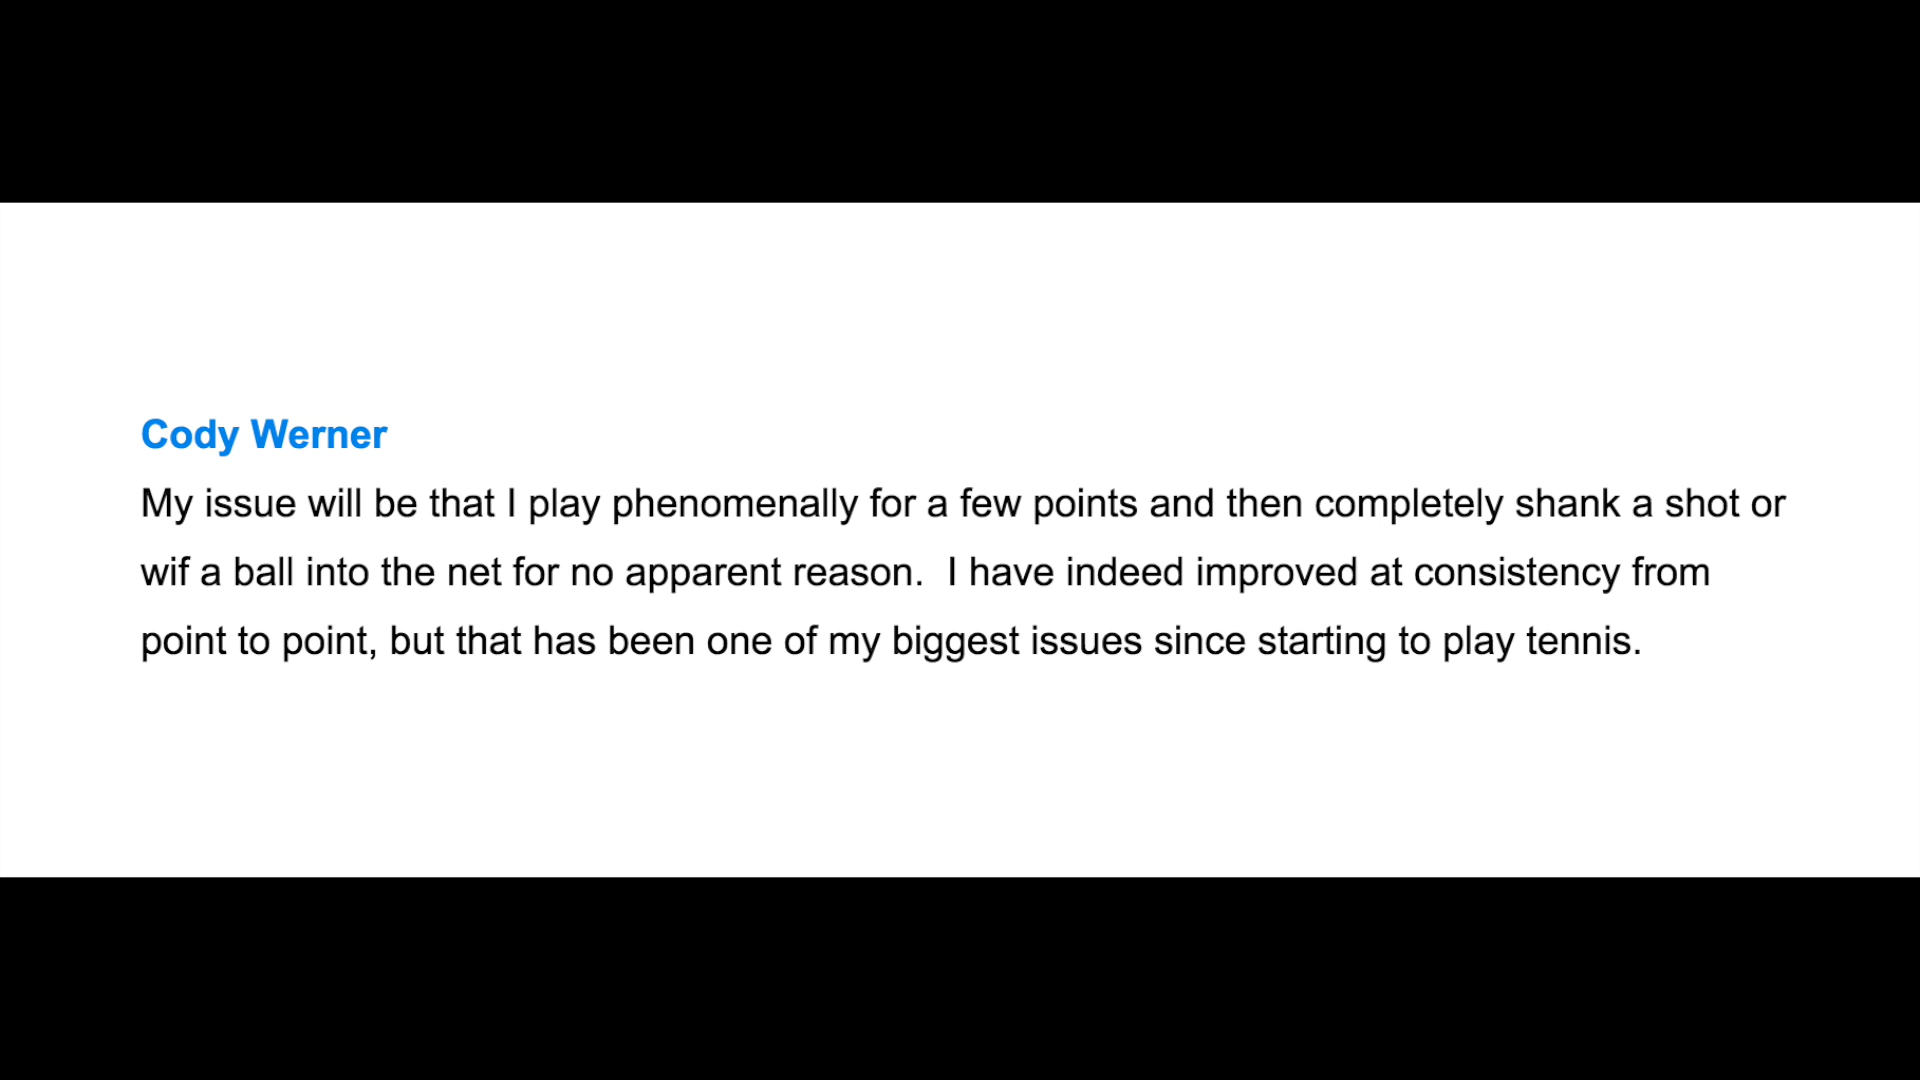 Cody Werner
My issue will be that I play phenomenally for a few points and then completely shank a shot or
wif a ball into the net for no apparent reason.  I have indeed improved at consistency from
point to point, but that has been one of my biggest issues since starting to play tennis.